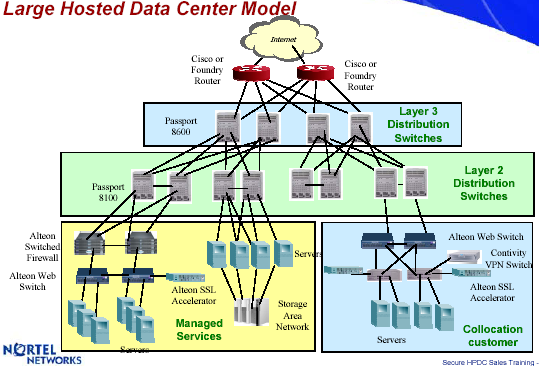 Large Hosted Data Center Model
Internet
Cisco or
Foundry
Router
Cisco or
Foundry
Router
Passport
8600
Layer 3
Distribution
Switches
Passport
8100
Layer 2
Distribution
Switches
Alteon
Switched
Firewall
Alteon Web
Switch
Alteon SSL
Accelerator
Servers
Servers
Storage
Area
Network
Managed
Services
Alteon Web Switch
Contivity
VPN Switch
Alteon SSL
Accelerator
Servers
Collocation
customer
NORTEL
NETWORKS
Secure HPDC Sales Training -